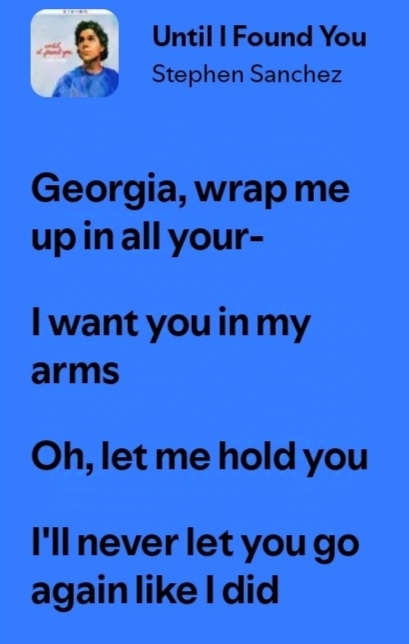 Until I Found You
Stephen Sanchez
Georgia, wrap me
up in all your-
I want you in my
arms
Oh, let me hold you
I'll never let you go
again like I did